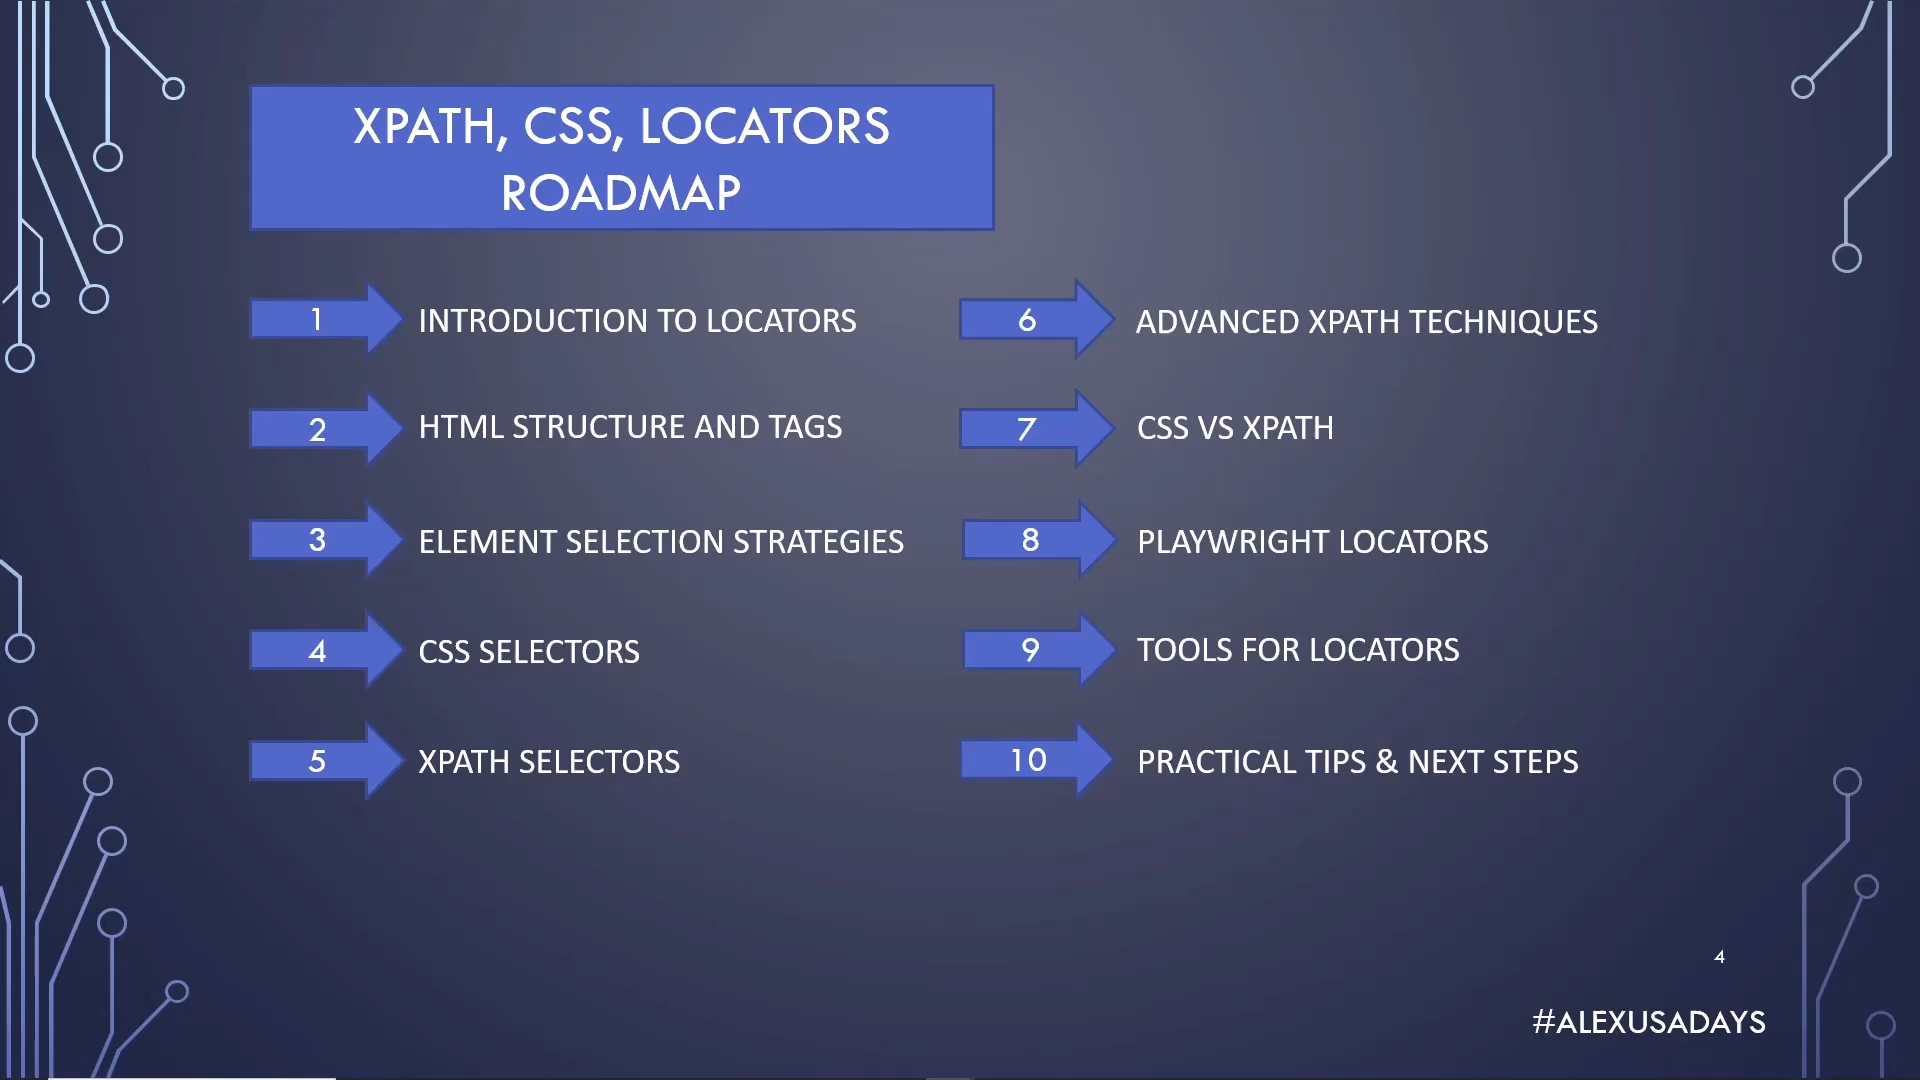 XPATH, CSS, LOCATORS
ROADMAP
1 INTRODUCTION TO LOCATORS
2 HTML STRUCTURE AND TAGS
3 ELEMENT SELECTION STRATEGIES
4 CSS SELECTORS
5 XPATH SELECTORS
6 ADVANCED XPATH TECHNIQUES
7 CSS VS XPATH
8 PLAYWRIGHT LOCATORS
9 TOOLS FOR LOCATORS
10 PRACTICAL TIPS & NEXT STEPS
4
#ALEXUSADAYS